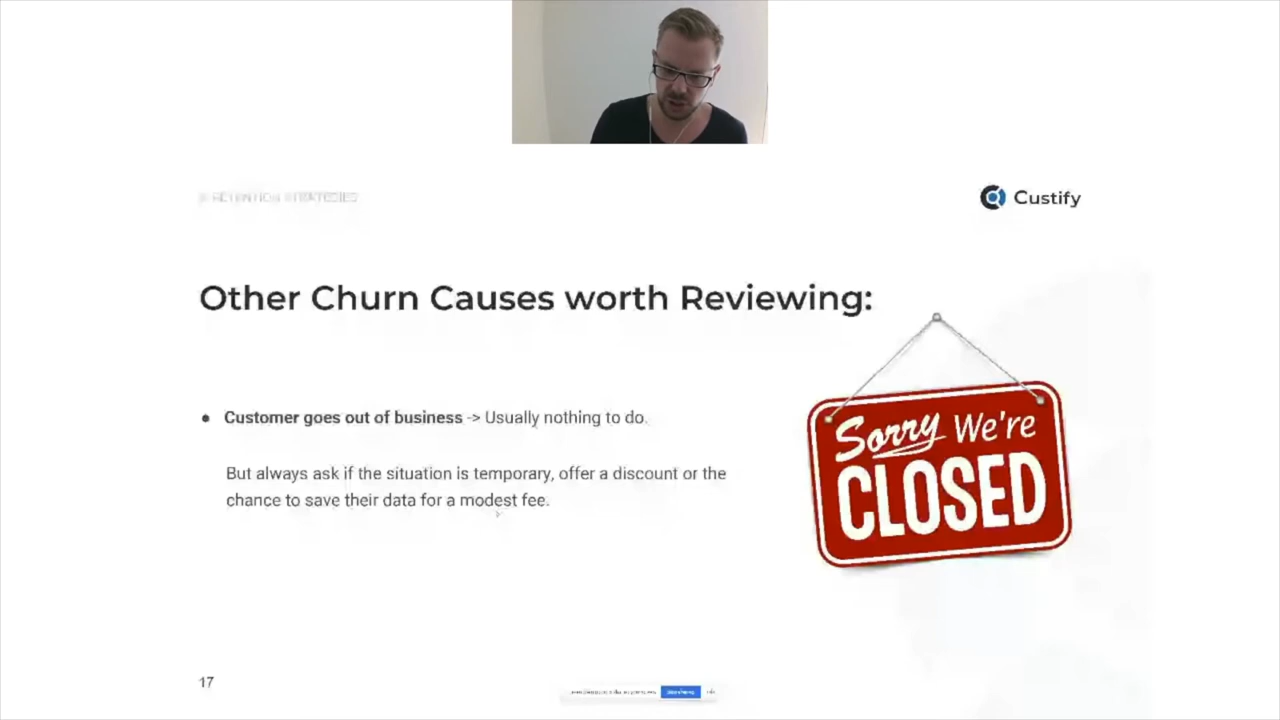 RETENTION STRATEGIES
Custify
Other Churn Causes worth Reviewing:
● Customer goes out of business -> Usually nothing to do.
But always ask if the situation is temporary, offer a discount or the
chance to save their data for a modest fee.
Sorry We're
CLOSED
17